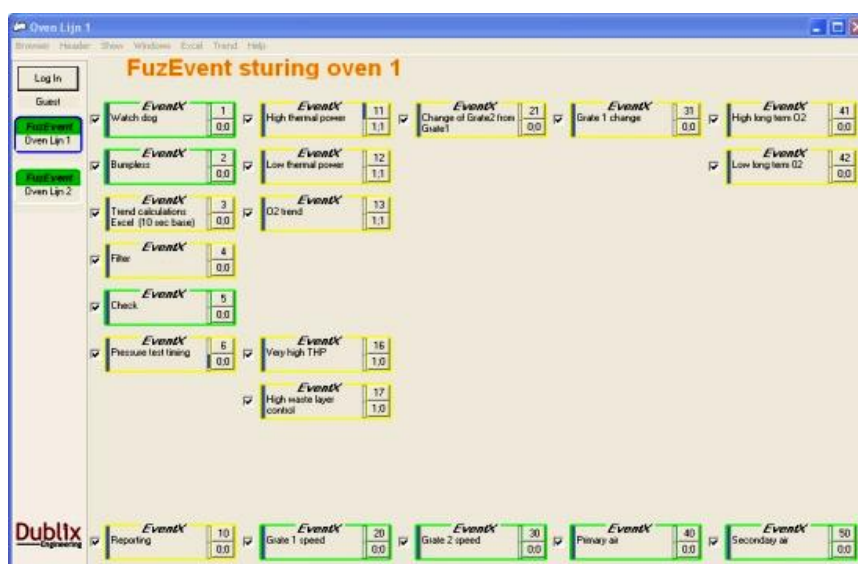 Oven Lijn 1
Browser Header Show Windows Excel Trend Help
FuzEvent sturing oven 1
Log In
Guest
FuzEvent
Oven Lijn 1
FuzEvent
Oven Lijn 2
EventX
Watch dog
1
0;0
EventX
High thermal power
11
1;1
EventX
Change of Grate2 from
Grate1
21
0;0
EventX
Grate 1 change
31
0;0
EventX
High long term O2
41
0;0
EventX
Bumpless
2
0;0
EventX
Low thermal power
12
1;1
EventX
Low long term O2
42
0;0
EventX
Trend calculations
Excel (10 sec base)
3
0;0
EventX
O2 trend
13
1;1
EventX
Filter
4
0;0
EventX
Check
5
0;0
EventX
Pressure test timing
6
0;0
EventX
Very high THP
16
1;0
EventX
High waste layer
control
17
1;0
Dublix
Engineering
EventX
Reporting
10
0;0
EventX
Grate 1 speed
20
0;0
EventX
Grate 2 speed
30
0;0
EventX
Primary air
40
0;0
EventX
Secondary air
50
0;0